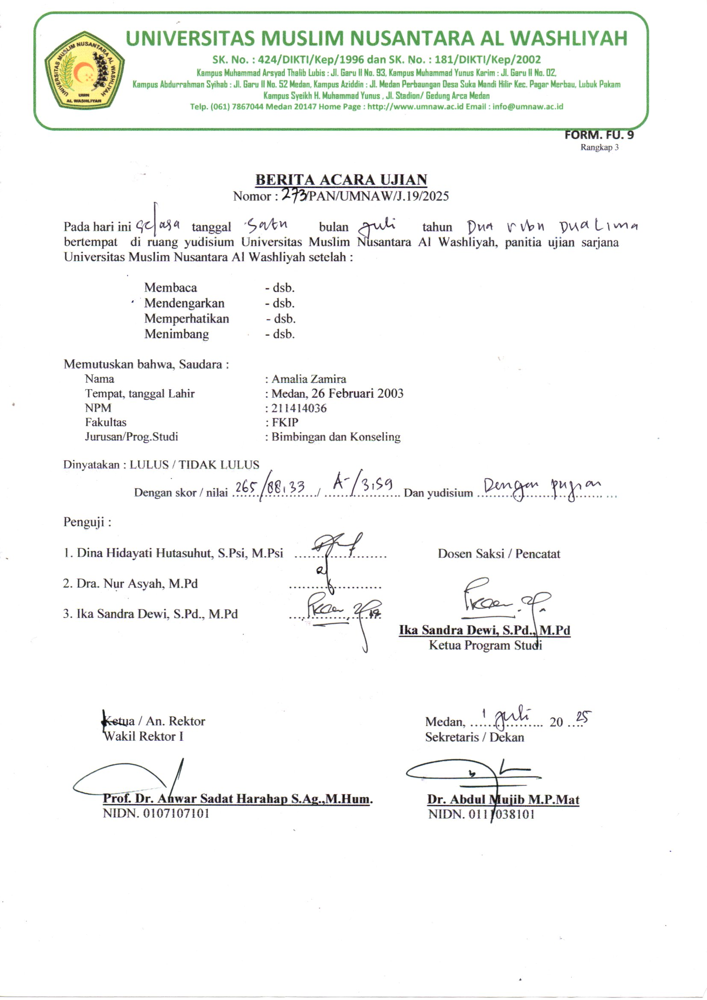 UNIVERSITAS MUSLIM NUSANTARA AL WASHLIYAH
UMN
AL WASHLIYAH
UNIVERSITAS MUSLIM NUSANTARA AL WASHLIYAH
SK. No. : 424/DIKTI/Kep/1996 dan SK. No. : 181/DIKTI/Kep/2002
Kampus Muhammad Arsyad Thalib Lubis : Jl. Garu II No. 93, Kampus Muhammad Yunus Karim : Jl. Garu II No. 02,
Kampus Abdurrahman Syihab : Jl. Garu II No. 52 Medan, Kampus Aziddin : Jl. Medan Perbaungan Desa Suka Mandi Hilir Kec. Pagar Merbau, Lubuk Pakam
Kampus Syeikh H. Muhammad Yunus , Jl. Stadion/ Gedung Arca Medan
Telp. (061) 7867044 Medan 20147 Home Page : http://www.umnaw.ac.id Email : info@umnaw.ac.id
FORM. FU. 9
Rangkap 3
BERITA ACARA UJIAN
Nomor : 273/PAN/UMNAW/J.19/2025
Pada hari ini Selasa tanggal Satu bulan Juli tahun Dua ribu Dua Lima
bertempat di ruang yudisium Universitas Muslim Nusantara Al Washliyah, panitia ujian sarjana
Universitas Muslim Nusantara Al Washliyah setelah :
Membaca - dsb.
Mendengarkan - dsb.
Memperhatikan - dsb.
Menimbang - dsb.
Memutuskan bahwa, Saudara :
Nama : Amalia Zamira
Tempat, tanggal Lahir : Medan, 26 Februari 2003
NPM : 211414036
Fakultas : FKIP
Jurusan/Prog.Studi : Bimbingan dan Konseling
Dinyatakan : LULUS / TIDAK LULUS
Dengan skor / nilai 265/88,33 / A-/3,59 Dan yudisium Dengan pujian
Penguji :
1. Dina Hidayati Hutasuhut, S.Psi, M.Psi Dosen Saksi / Pencatat
2. Dra. Nur Asyah, M.Pd
3. Ika Sandra Dewi, S.Pd., M.Pd
Ika Sandra Dewi, S.Pd., M.Pd
Ketua Program Studi
Ketua / An. Rektor
Wakil Rektor I
Medan, 1 Juli 20 25
Sekretaris / Dekan
Prof. Dr. Anwar Sadat Harahap S.Ag.,M.Hum.
NIDN. 0107107101
Dr. Abdul Mujib M.P.Mat
NIDN. 0111038101